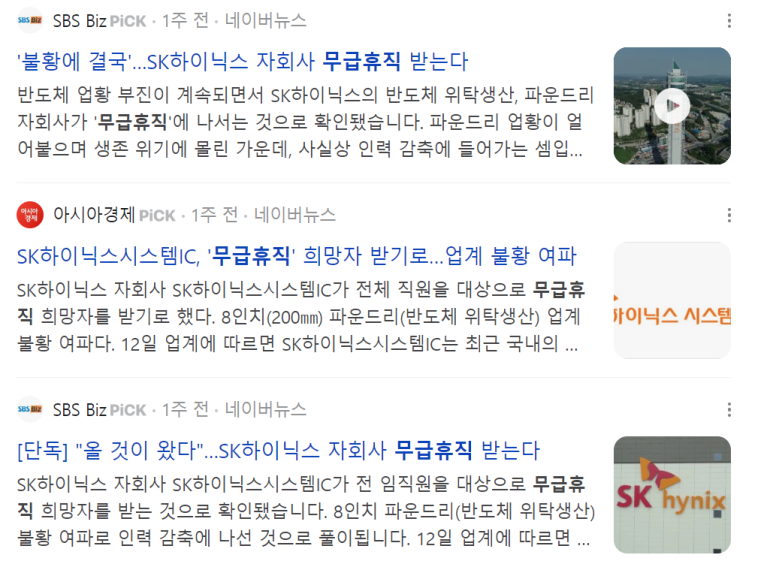 SBS Biz SBS Biz PiCK · 1주 전 · 네이버뉴스
'불황에 결국'...SK하이닉스 자회사 무급휴직 받는다
반도체 업황 부진이 계속되면서 SK하이닉스의 반도체 위탁생산, 파운드리
자회사가 '무급휴직'에 나서는 것으로 확인됐습니다. 파운드리 업황이 얼
어붙으며 생존 위기에 몰린 가운데, 사실상 인력 감축에 들어가는 셈입...
아시아 경제 아시아경제 PiCK · 1주 전 · 네이버뉴스
SK하이닉스시스템IC, '무급휴직' 희망자 받기로...업계 불황 여파
SK하이닉스 자회사 SK하이닉스시스템IC가 전체 직원을 대상으로 무급휴
직 희망자를 받기로 했다. 8인치(200㎜) 파운드리(반도체 위탁생산) 업계
불황 여파다. 12일 업계에 따르면 SK하이닉스시스템IC는 최근 국내의 ...
하이닉스 시스템
SBS Biz SBS Biz PiCK · 1주 전 · 네이버뉴스
[단독] "올 것이 왔다"...SK하이닉스 자회사 무급휴직 받는다
SK하이닉스 자회사 SK하이닉스시스템IC가 전 임직원을 대상으로 무급휴
직 희망자를 받는 것으로 확인됐습니다. 8인치 파운드리(반도체 위탁생산)
불황 여파로 인력 감축에 나선 것으로 풀이됩니다. 12일 업계에 따르면 ...
SK hynix